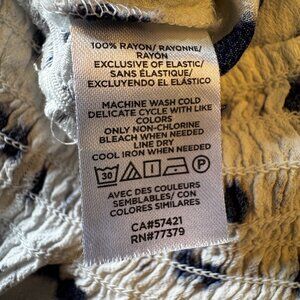 100% RAYON/RAYONNE/
RAYÓN
EXCLUSIVE OF ELASTIC/
SANS ÉLASTIQUE/
EXCLUYENDO EL ELÁSTICO
MACHINE WASH COLD
DELICATE CYCLE WITH LIKE
COLORS
ONLY NON-CHLORINE
BLEACH WHEN NEEDED
LINE DRY
COOL IRON WHEN NEEDED
30 P
AVEC DES COULEURS
SEMBLABLES/ CON
COLORES SIMILARES
CA#57421
RN#77379